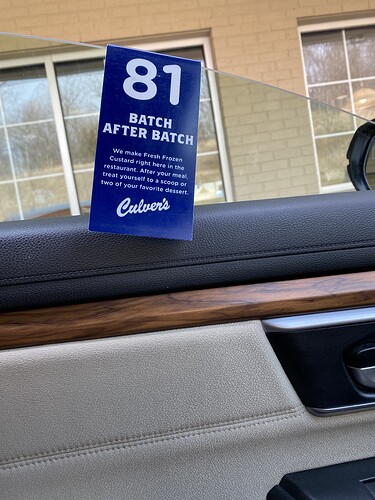 81
BATCH
AFTER BATCH
We make Fresh Frozen
Custard right here in the
restaurant. After your meal,
treat yourself to a scoop or
two of your favorite dessert.
Culver's